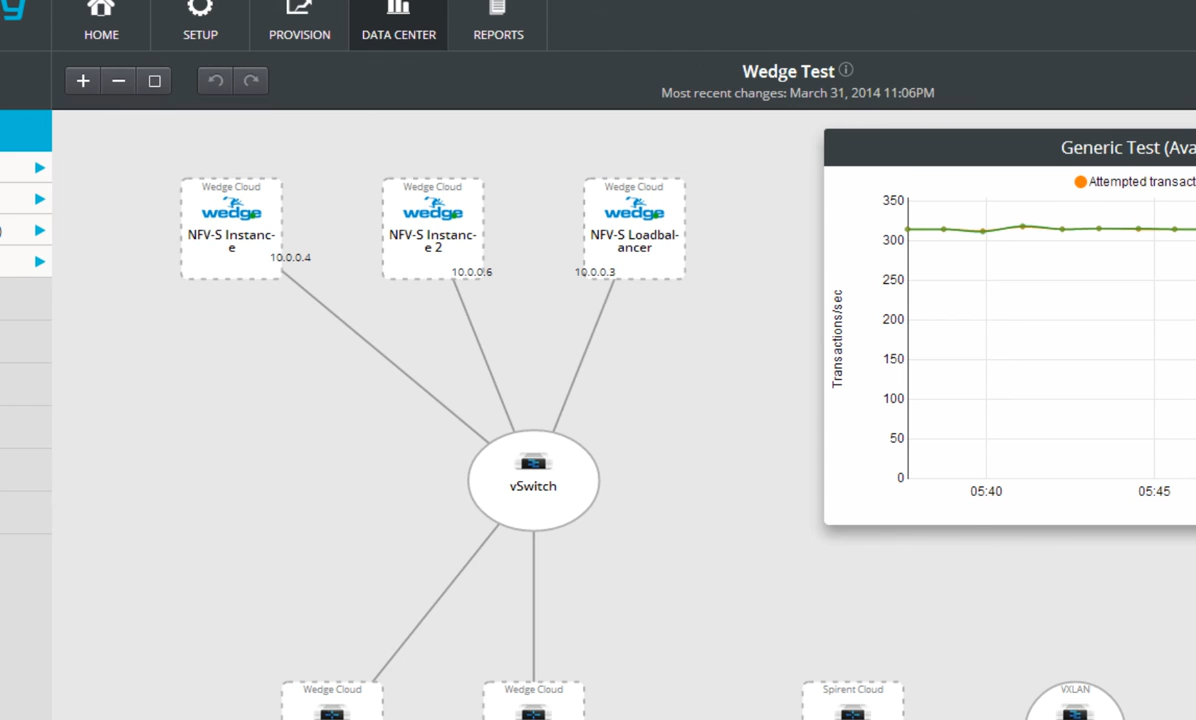 HOME
SETUP
PROVISION
DATA CENTER
REPORTS
Wedge Test
Most recent changes: March 31, 2014 11:06PM
Generic Test (Ava
Attempted transact
350
300
250
200
150
100
50
0
Transactions/sec
05:40
05:45
Wedge Cloud
wedge
NFV-S Instanc-
e
10.0.0.4
Wedge Cloud
wedge
NFV-S Instanc-
e 2
10.0.0.6
Wedge Cloud
wedge
NFV-S Loadbal-
ancer
10.0.0.3
vSwitch
Wedge Cloud
Wedge Cloud
Spirent Cloud
VXLAN